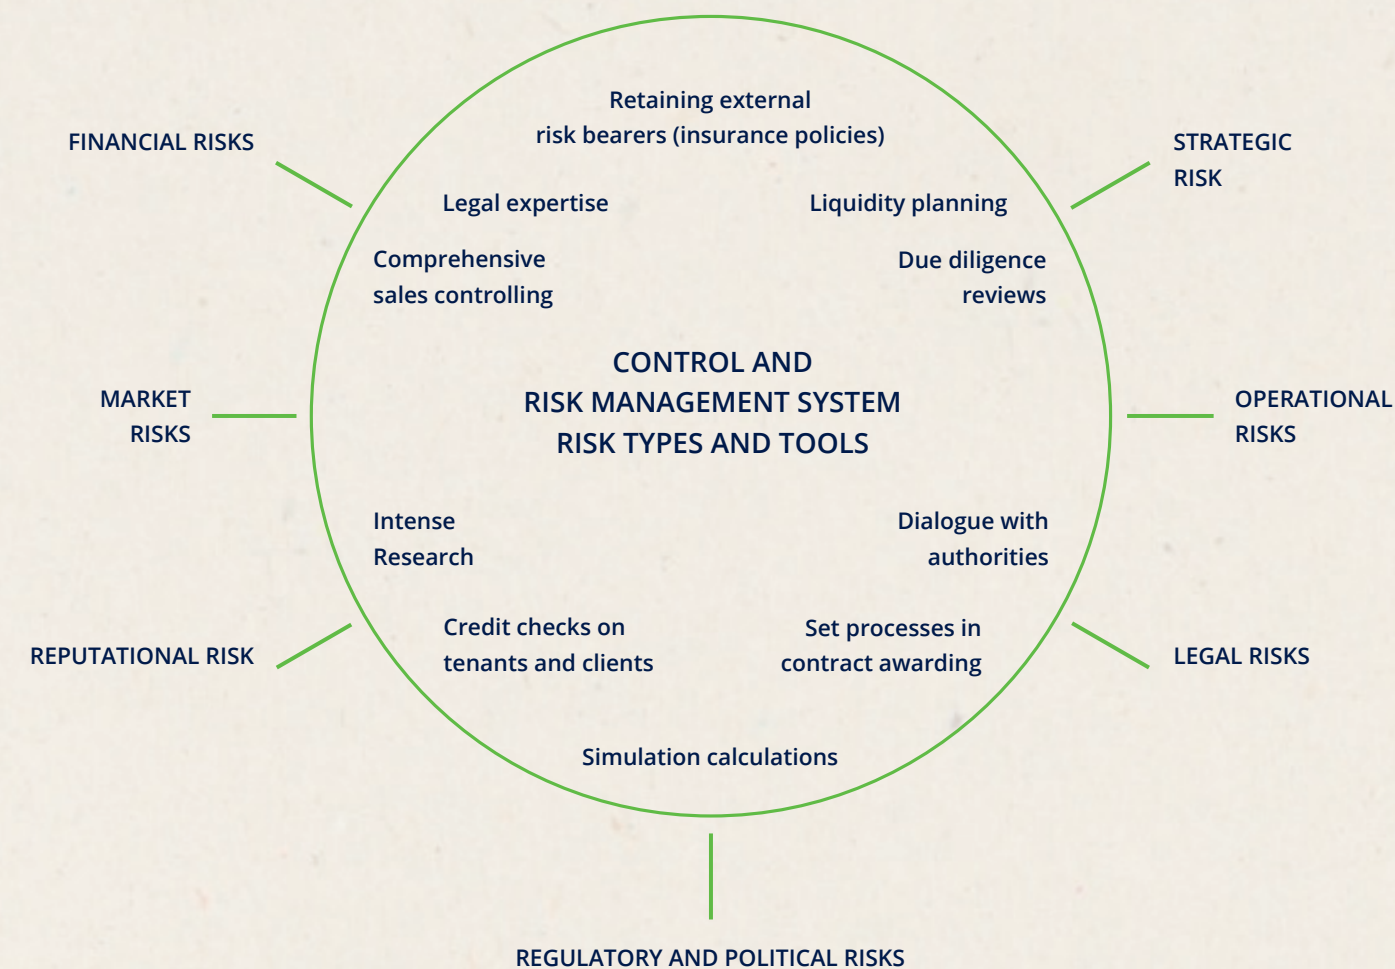 Retaining external
risk bearers (insurance policies)
FINANCIAL RISKS
STRATEGIC
RISK
Legal expertise
Liquidity planning
Comprehensive
sales controlling
Due diligence
reviews
CONTROL AND
RISK MANAGEMENT SYSTEM
RISK TYPES AND TOOLS
MARKET
RISKS
OPERATIONAL
RISKS
Intense
Research
Dialogue with
authorities
Credit checks on
tenants and clients
Set processes in
contract awarding
REPUTATIONAL RISK
LEGAL RISKS
Simulation calculations
REGULATORY AND POLITICAL RISKS